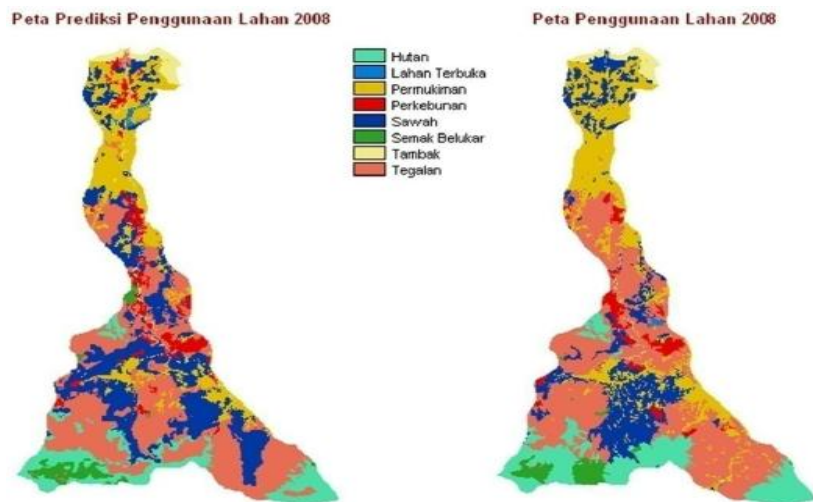 Peta Prediksi Penggunaan Lahan 2008
Peta Penggunaan Lahan 2008
Hutan
Lahan Terbuka
Permukiman
Perkebunan
Sawah
Semak Belukar
Tambak
Tegalan